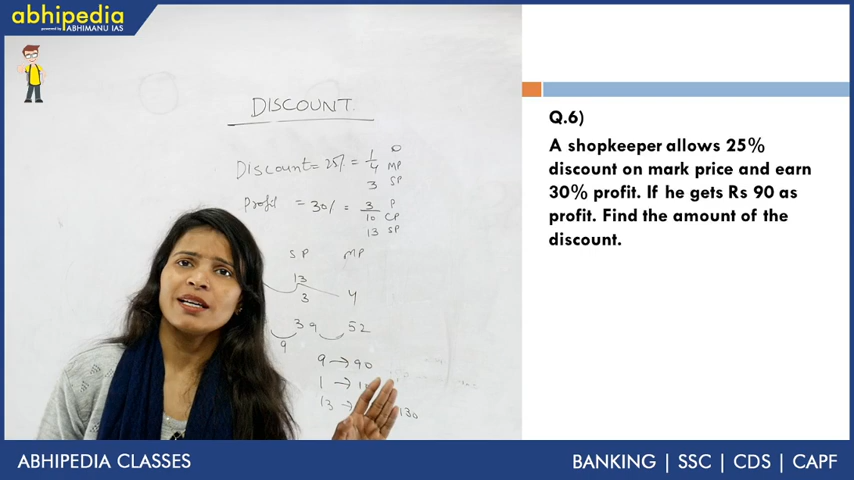 abhipedia
powered by ABHIMANU IAS
DISCOUNT.
Discount = 25% = 1/4 D MP
3 SP
Profit = 30% = 3/10 P CP
13 SP
SP MP
13
3 4
39 52
9
9 → 90
1 →
13 → 130
Q.6)
A shopkeeper allows 25%
discount on mark price and earn
30% profit. If he gets Rs 90 as
profit. Find the amount of the
discount.
ABHIPEDIA CLASSES
BANKING | SSC | CDS | CAPF